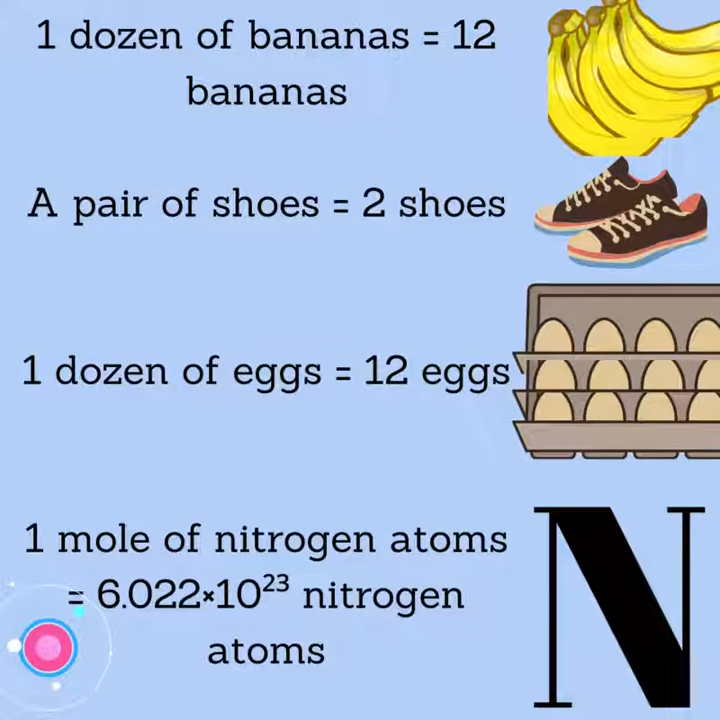 1 dozen of bananas = 12
bananas
A pair of shoes = 2 shoes
1 dozen of eggs = 12 eggs
1 mole of nitrogen atoms
= 6.022×10²³ nitrogen
atoms
N